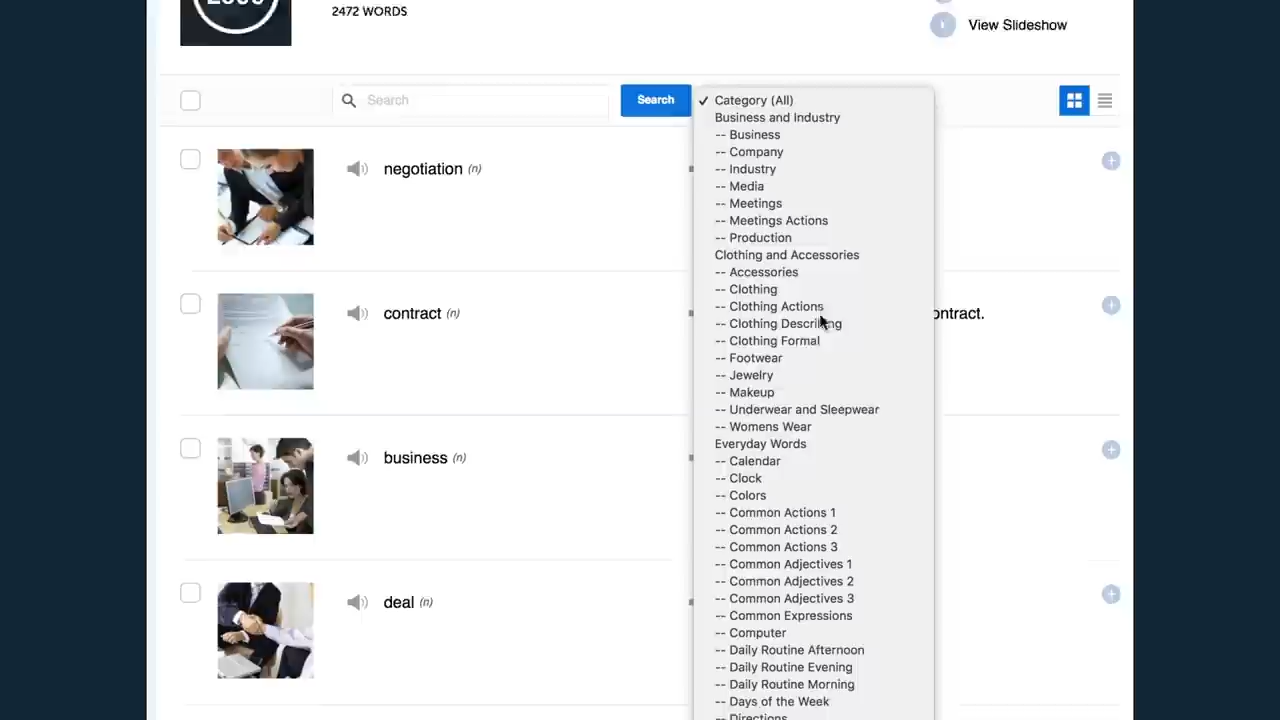 2472 WORDS
View Slideshow
Search
Search
✓ Category (All)
Business and Industry
-- Business
-- Company
-- Industry
-- Media
-- Meetings
-- Meetings Actions
-- Production
Clothing and Accessories
-- Accessories
-- Clothing
-- Clothing Actions
-- Clothing Describing
-- Clothing Formal
-- Footwear
-- Jewelry
-- Makeup
-- Underwear and Sleepwear
-- Womens Wear
Everyday Words
-- Calendar
-- Clock
-- Colors
-- Common Actions 1
-- Common Actions 2
-- Common Actions 3
-- Common Adjectives 1
-- Common Adjectives 2
-- Common Adjectives 3
-- Common Expressions
-- Computer
-- Daily Routine Afternoon
-- Daily Routine Evening
-- Daily Routine Morning
-- Days of the Week
-- Directions
negotiation (n)
contract (n)
ontract.
business (n)
deal (n)